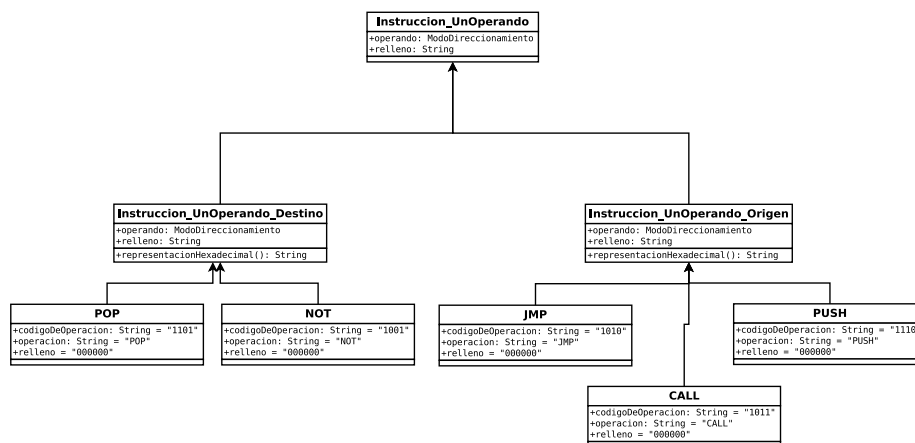 Instruccion_UnOperando
+operando: ModoDireccionamiento
+relleno: String
Instruccion_UnOperando_Destino
+operando: ModoDireccionamiento
+relleno: String
+representacionHexadecimal(): String
Instruccion_UnOperando_Origen
+operando: ModoDireccionamiento
+relleno: String
+representacionHexadecimal(): String
POP
+codigoDeOperacion: String = "1101"
+operacion: String = "POP"
+relleno = "000000"
NOT
+codigoDeOperacion: String = "1001"
+operacion: String = "NOT"
+relleno = "000000"
JMP
+codigoDeOperacion: String = "1010"
+operacion: String = "JMP"
+relleno = "000000"
PUSH
+codigoDeOperacion: String = "1110"
+operacion: String = "PUSH"
+relleno = "000000"
CALL
+codigoDeOperacion: String = "1011"
+operacion: String = "CALL"
+relleno = "000000"